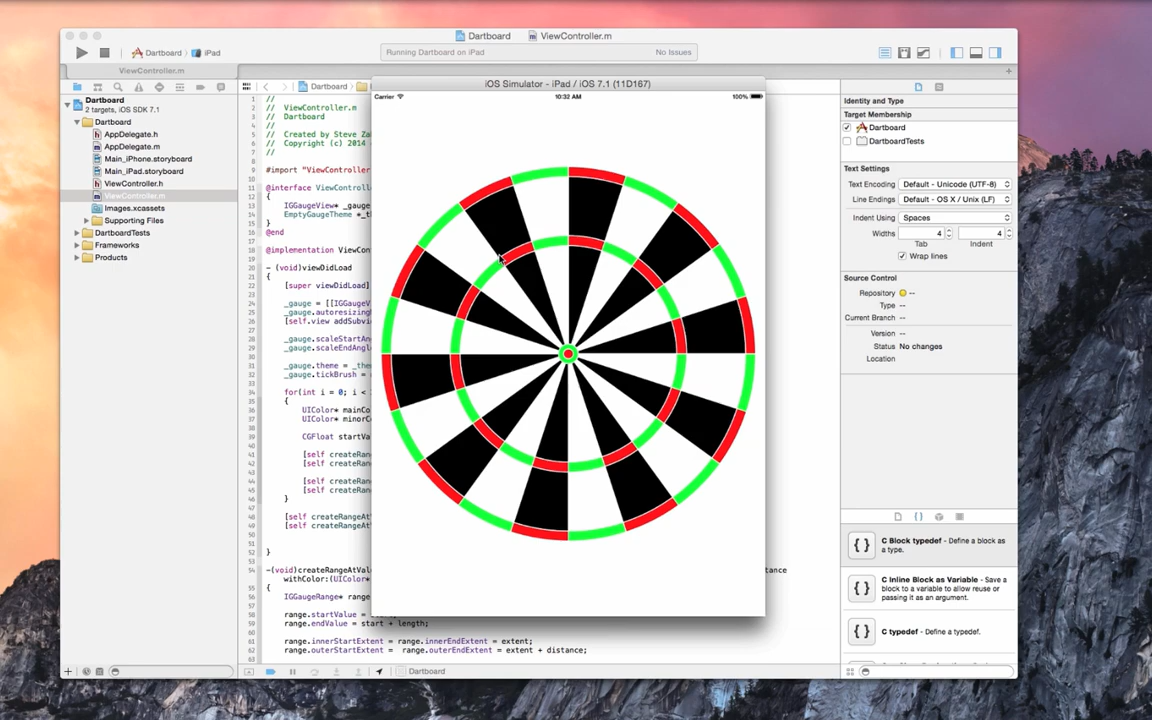 Dartboard ViewController.m
Dartboard iPad
Running Dartboard on iPad No Issues
ViewController.m
iOS Simulator - iPad / iOS 7.1 (11D167)
Carrier 10:32 AM 100%
Dartboard
2 targets, iOS SDK 7.1
Dartboard
AppDelegate.h
AppDelegate.m
Main_iPhone.storyboard
Main_iPad.storyboard
ViewController.h
ViewController.m
Images.xcassets
Supporting Files
DartboardTests
Frameworks
Products
Dartboard
//
// ViewController.m
// Dartboard
//
// Created by Steve
// Copyright (c) 2014
//
#import "ViewController
@interface ViewControll
{
IGGaugeView* _gauge
EmptyGaugeTheme
}
@end
@implementation ViewCon
- (void)viewDidLoad
{
[super viewDidLoad]
_gauge = [[IGGaugeV
_gauge.autoresizing
[self.view addSubvi
_gauge.scaleStartAn
_gauge.scaleEndAngl
_gauge.theme =
_gauge.tickBrush =
for(int i = 0; i <
{
UIColor* mainCo
UIColor* minorC
CGFloat startVa
[self createRan
[self createRan
[self createRan
[self createRan
}
[self createRangeAt
[self createRangeAt
}
-(void)createRangeAtVal
tance
withColor:(UIColor*
{
IGGaugeRange* range
range.startValue =
range.endValue = start + length;
range.innerStartExtent = range.innerEndExtent = extent;
range.outerStartExtent = range.outerEndExtent = extent + distance;
Dartboard
Identity and Type
Target Membership
Dartboard
DartboardTests
Text Settings
Text Encoding Default - Unicode (UTF-8)
Line Endings Default - OS X / Unix (LF)
Indent Using Spaces
Widths 4 4
Tab Indent
Wrap lines
Source Control
Repository --
Type --
Current Branch --
Version --
Status No changes
Location
{ } C Block typedef - Define a block as
a type.
{ } C Inline Block as Variable - Save a
block to a variable to allow reuse or
passing it as an argument.
{ } C typedef - Define a typedef.